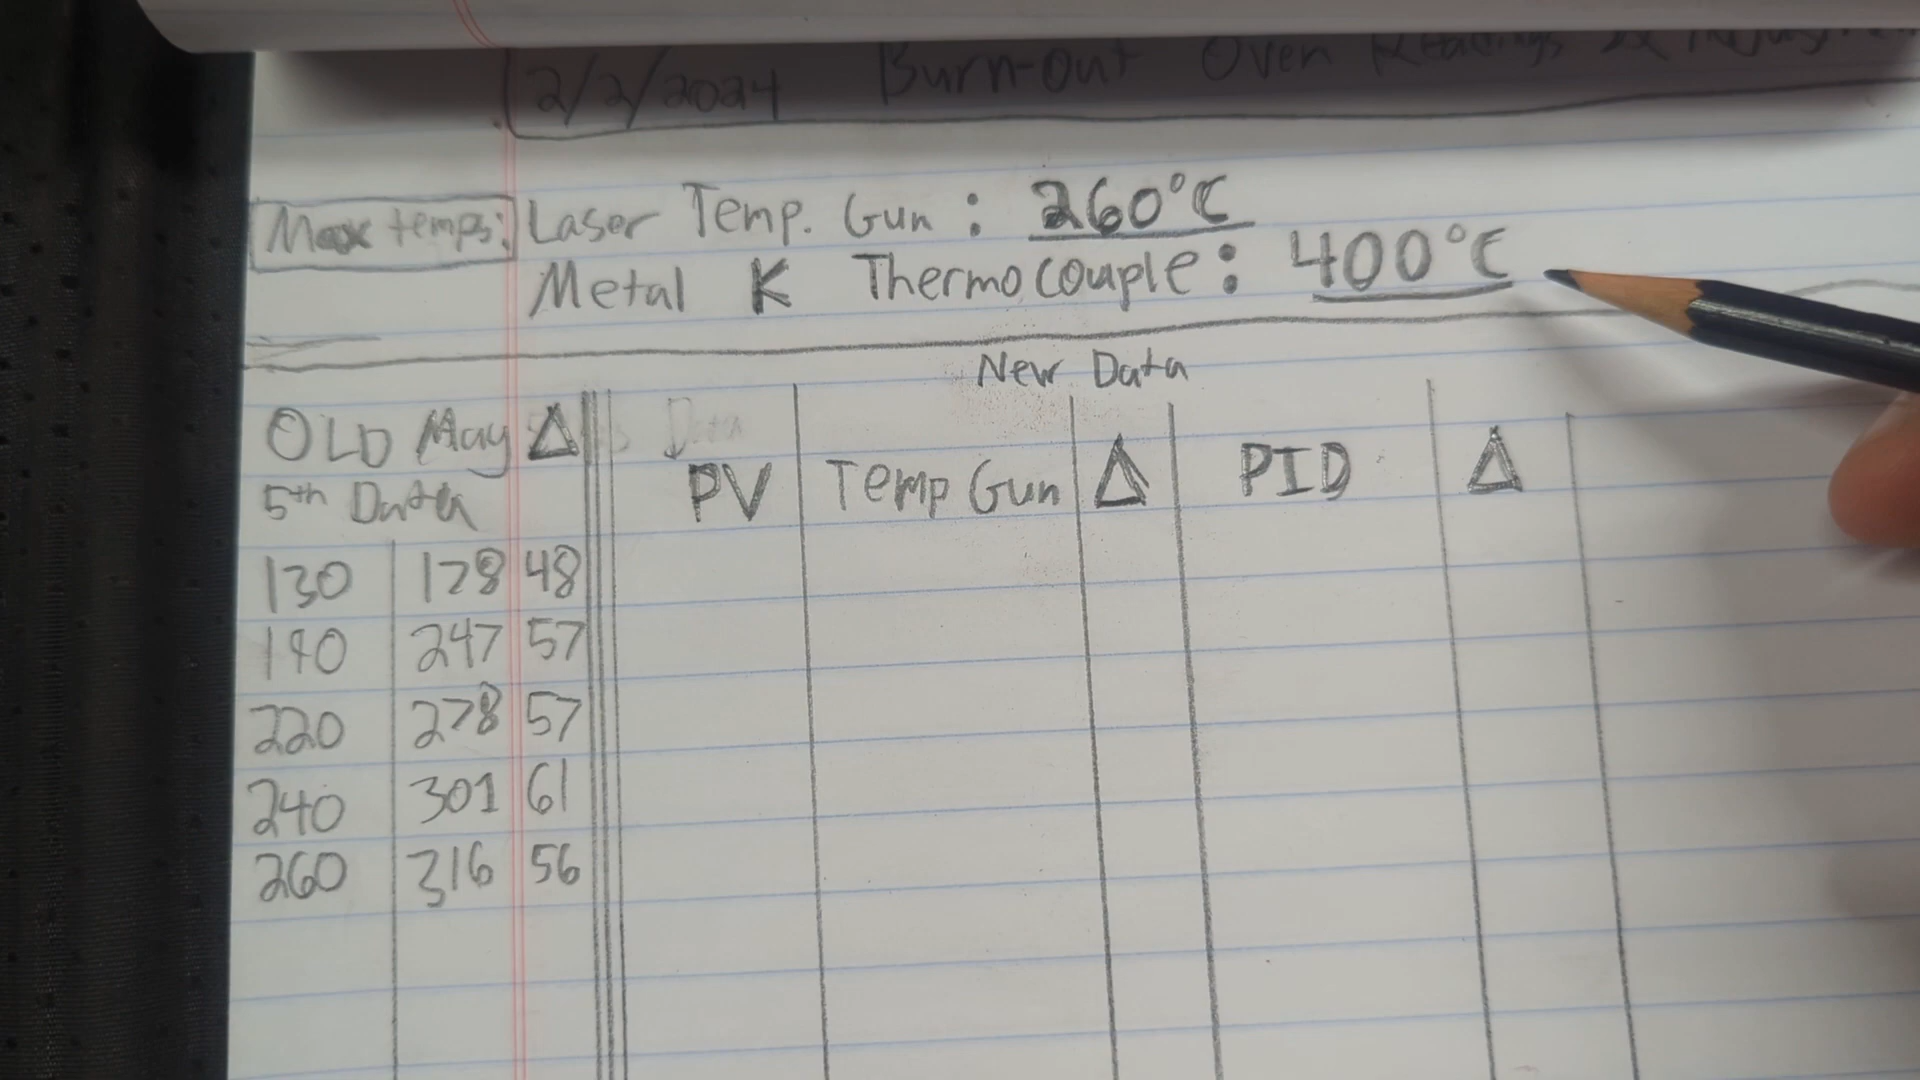 2/2/2024 Burn-Out Oven Readings
Max temps: Laser Temp. Gun : 260°C
Metal K Thermocouple : 400°C
New Data
OLD May Δ
5th Data
PV Temp Gun Δ PID Δ
130 178 48
190 247 57
220 278 57
240 301 61
260 316 56